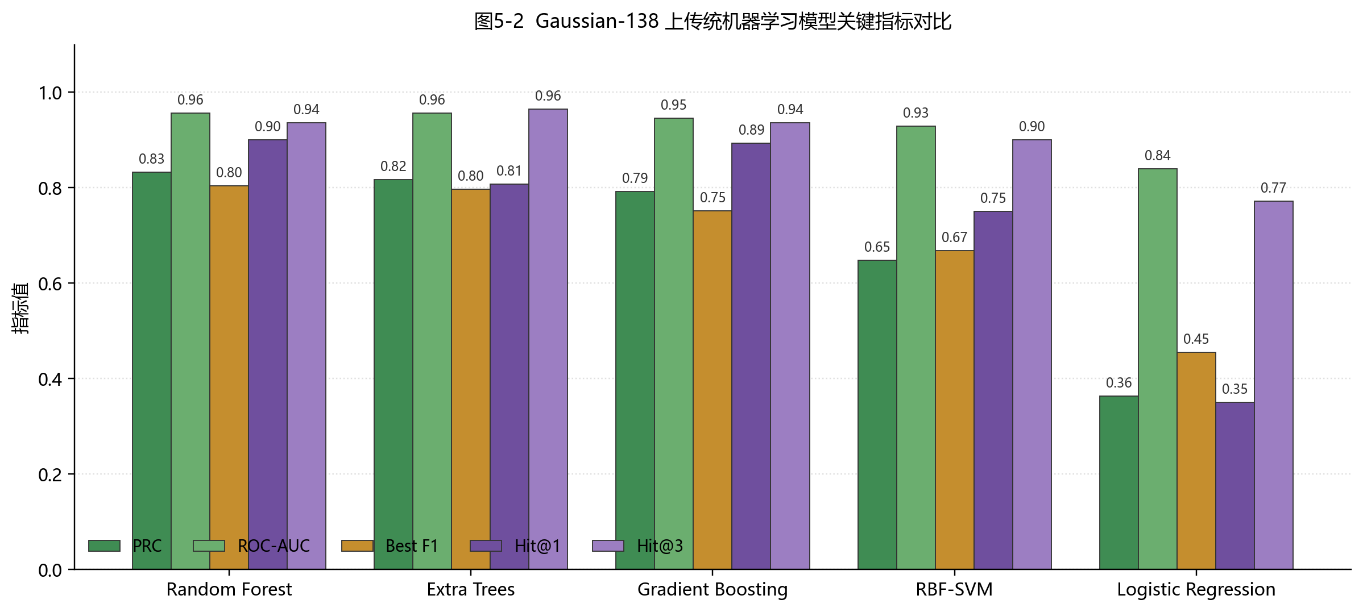 图5-2 Gaussian-138 上传统机器学习模型关键指标对比
指标值
1.0
0.8
0.6
0.4
0.2
0.0
0.83 0.96 0.80 0.90 0.94
0.82 0.96 0.80 0.81 0.96
0.79 0.95 0.75 0.89 0.94
0.65 0.93 0.67 0.75 0.90
0.36 0.84 0.45 0.35 0.77
PRC ROC-AUC Best F1 Hit@1 Hit@3
Random Forest Extra Trees Gradient Boosting RBF-SVM Logistic Regression